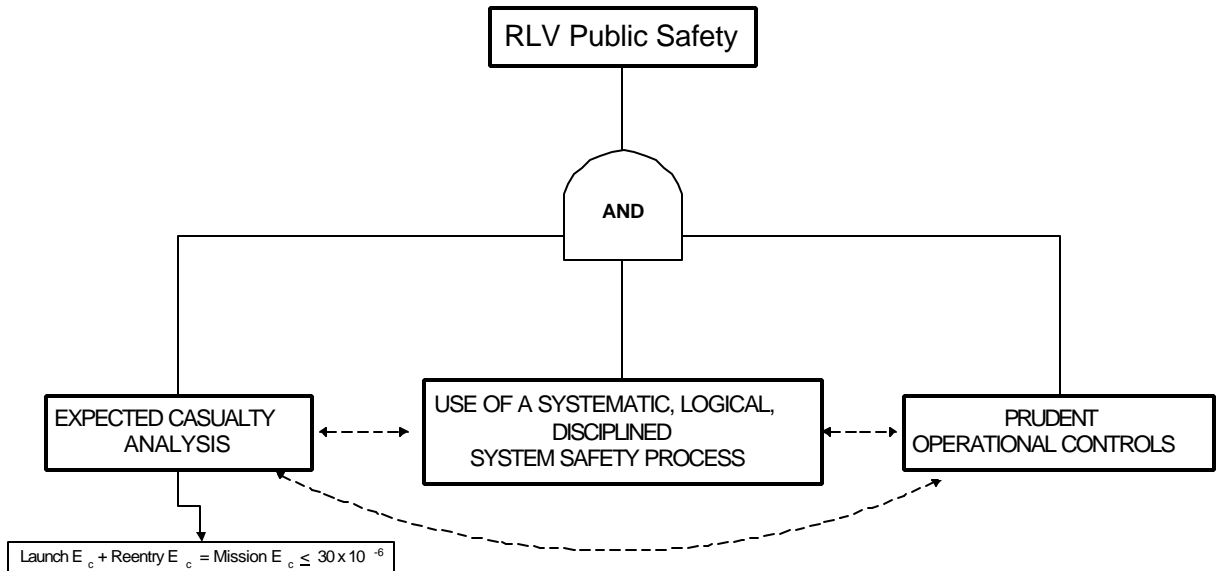 RLV Public Safety
AND
EXPECTED CASUALTY
ANALYSIS
USE OF A SYSTEMATIC, LOGICAL,
DISCIPLINED
SYSTEM SAFETY PROCESS
PRUDENT
OPERATIONAL CONTROLS
Launch E c + Reentry E c = Mission E c ≤ 30 x 10 -6